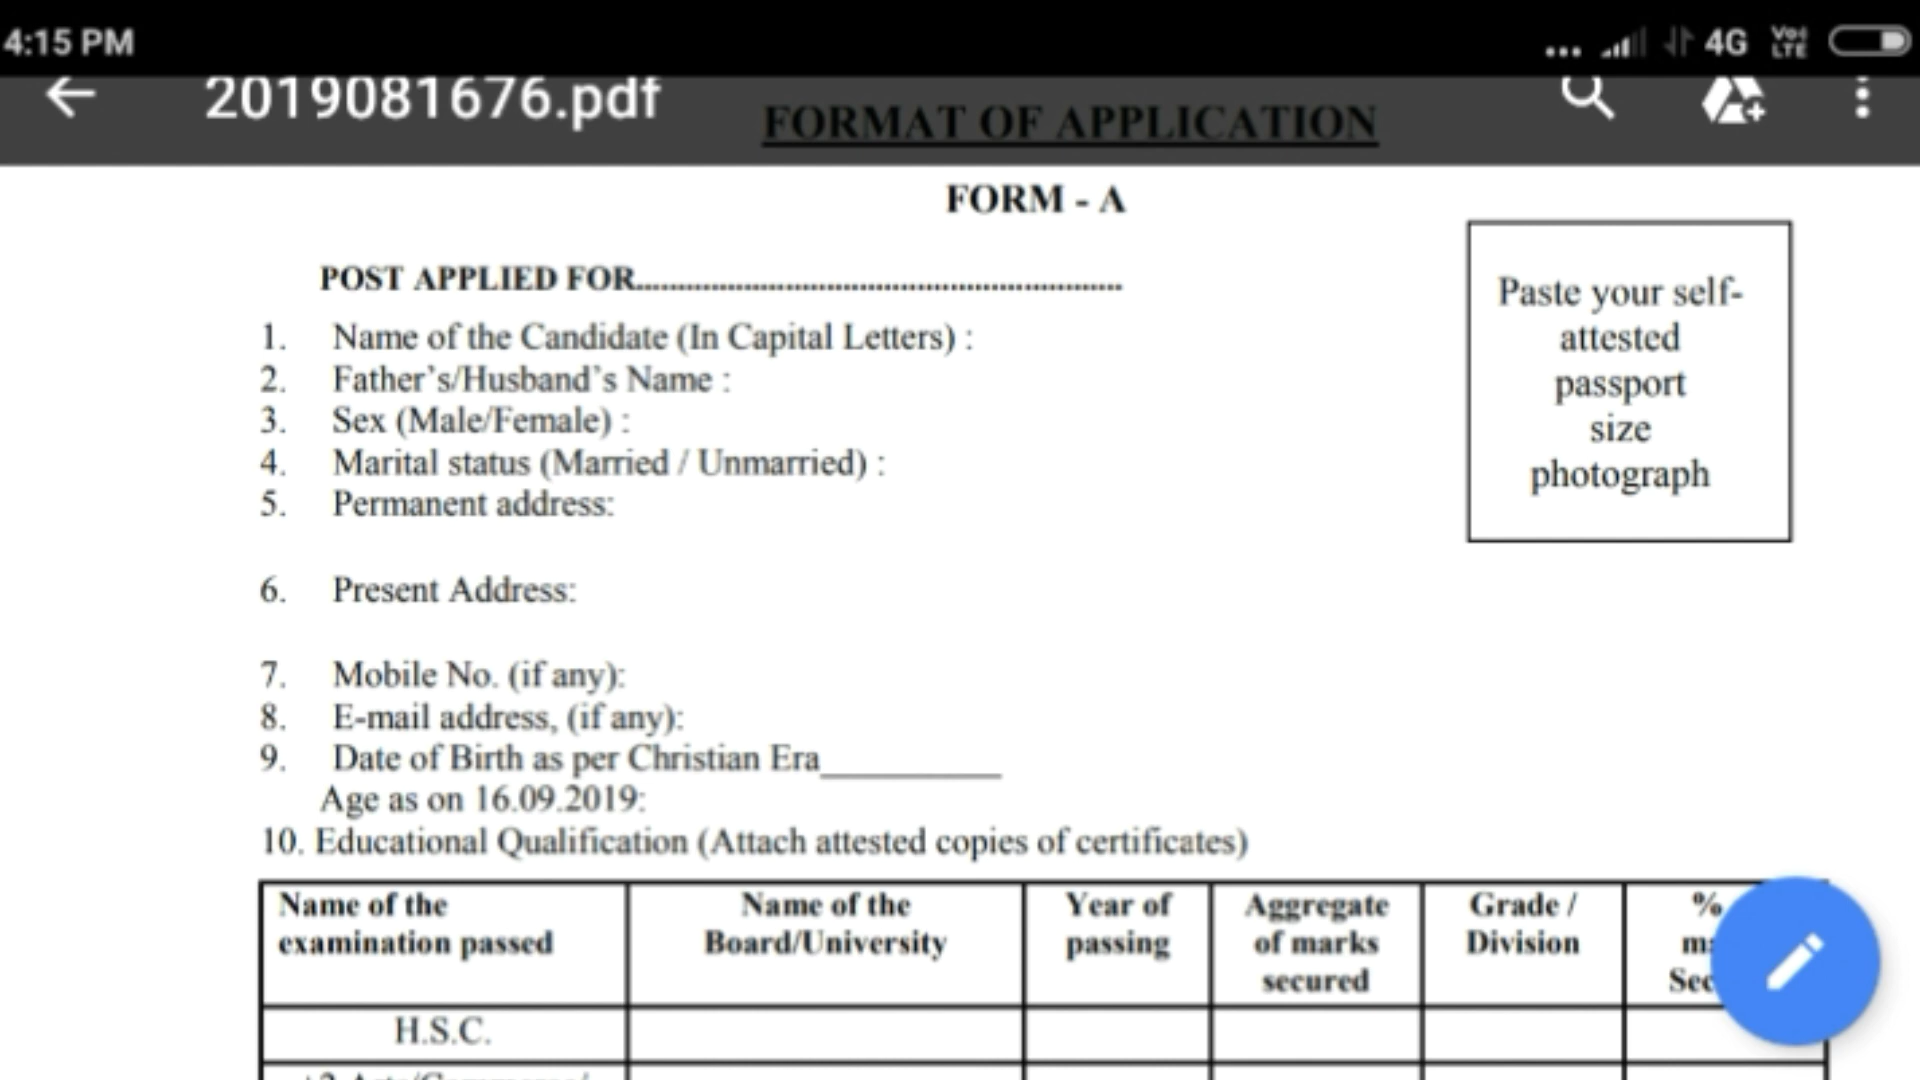 4:15 PM
4G
Vo LTE
2019081676.pdf
FORMAT OF APPLICATION
FORM - A
POST APPLIED FOR..........................................................
Paste your self-
attested
passport
size
photograph
1. Name of the Candidate (In Capital Letters) :
2. Father's/Husband's Name :
3. Sex (Male/Female) :
4. Marital status (Married / Unmarried) :
5. Permanent address:
6. Present Address:
7. Mobile No. (if any):
8. E-mail address, (if any):
9. Date of Birth as per Christian Era__________
Age as on 16.09.2019:
10. Educational Qualification (Attach attested copies of certificates)
Name of the
examination passed
Name of the
Board/University
Year of
passing
Aggregate
of marks
secured
Grade /
Division
%
H.S.C.